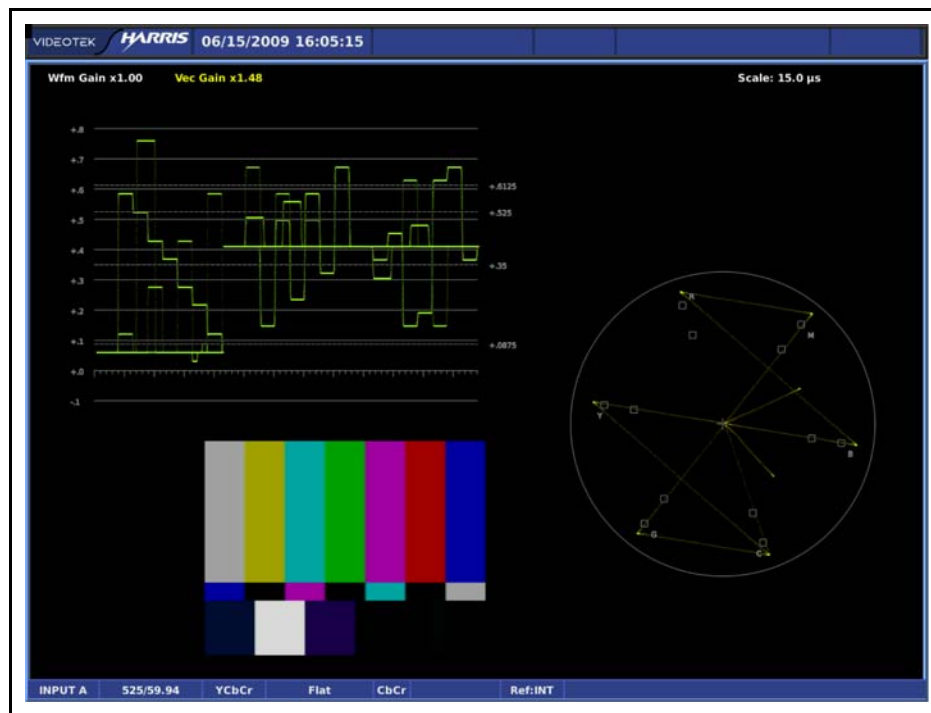 VIDEOTEK HARRIS 06/15/2009 16:05:15
Wfm Gain x1.00 Vec Gain x1.48 Scale: 15.0 µs
+.8
+.7
+.6
+.6125
+.5
+.525
+.4
+.35
+.3
+.2
+.1
+.0875
+.0
-.1
R
M
Y
B
G
C
INPUT A 525/59.94 YCbCr Flat CbCr Ref:INT